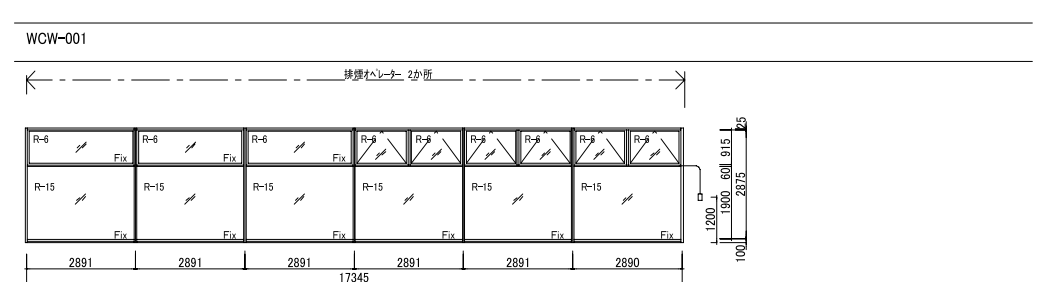 WCW-001
排煙オペレーター 2か所
R-6 R-6 R-6 R-6 R-6 R-6 R-6 R-6 R-6
Fix Fix Fix
R-15 R-15 R-15 R-15 R-15 R-15
Fix Fix Fix Fix Fix Fix
25
915
60
2875
1900
1200
100
2891 2891 2891 2891 2891 2890
17345